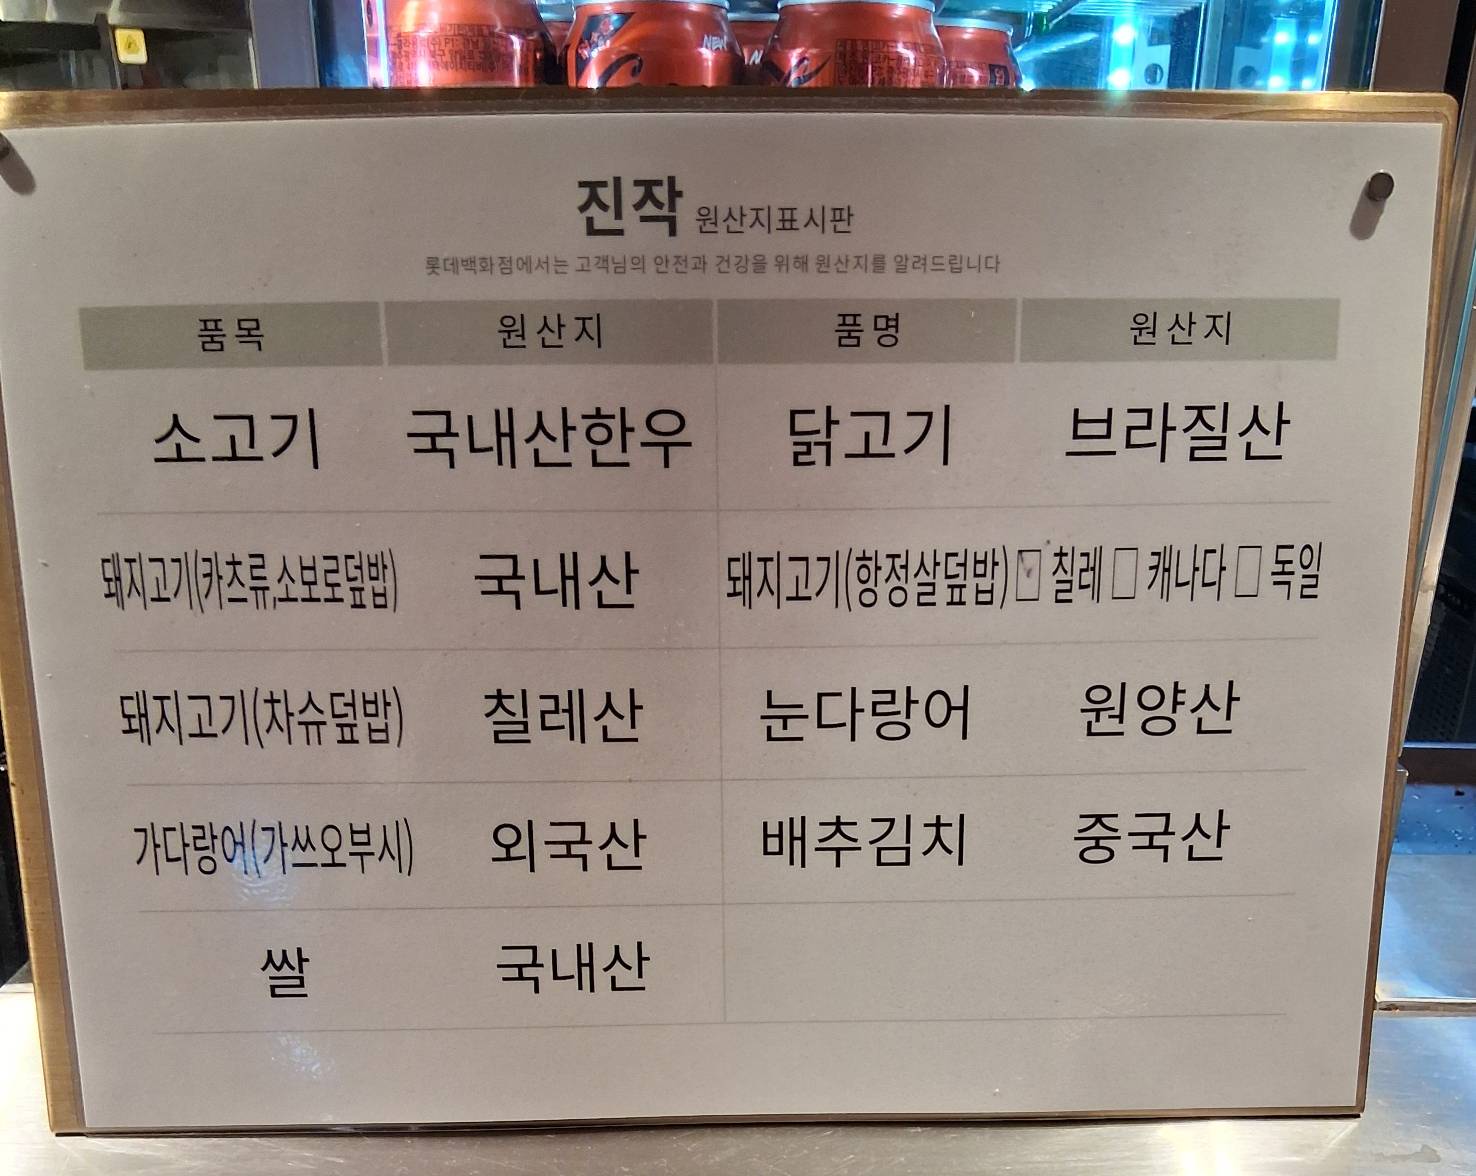 NEW
진작 원산지표시판
롯데백화점에서는 고객님의 안전과 건강을 위해 원산지를 알려드립니다
품목 원산지 품명 원산지
소고기 국내산한우 닭고기 브라질산
돼지고기(카츠류,소보로덮밥) 국내산 돼지고기(항정살덮밥) ☑ 칠레 □ 캐나다 □ 독일
돼지고기(차슈덮밥) 칠레산 눈다랑어 원양산
가다랑어(가쓰오부시) 외국산 배추김치 중국산
쌀 국내산